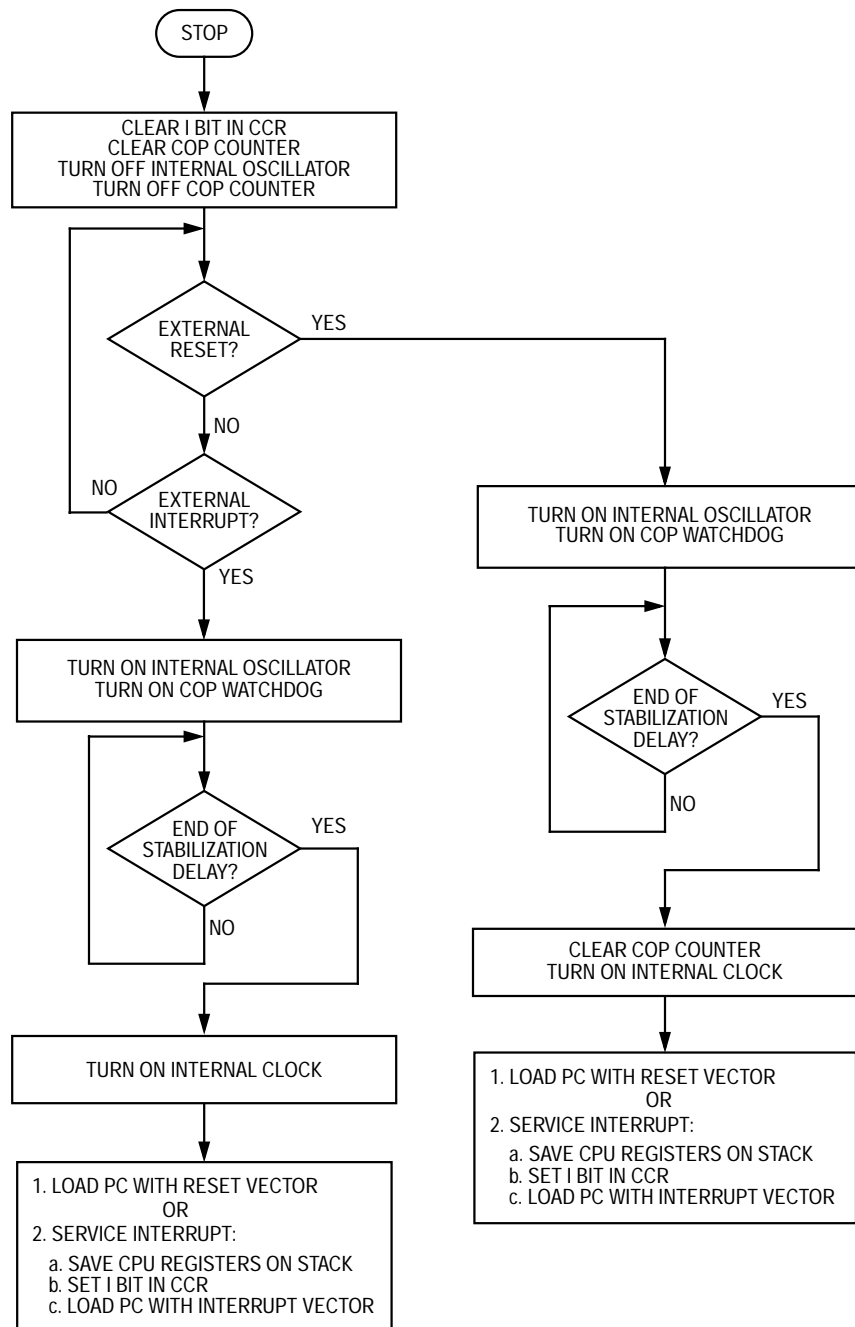 STOP
CLEAR I BIT IN CCR
CLEAR COP COUNTER
TURN OFF INTERNAL OSCILLATOR
TURN OFF COP COUNTER
EXTERNAL
RESET?
YES
NO
EXTERNAL
INTERRUPT?
NO
YES
TURN ON INTERNAL OSCILLATOR
TURN ON COP WATCHDOG
END OF
STABILIZATION
DELAY?
YES
NO
TURN ON INTERNAL CLOCK
1. LOAD PC WITH RESET VECTOR
OR
2. SERVICE INTERRUPT:
a. SAVE CPU REGISTERS ON STACK
b. SET I BIT IN CCR
c. LOAD PC WITH INTERRUPT VECTOR
TURN ON INTERNAL OSCILLATOR
TURN ON COP WATCHDOG
END OF
STABILIZATION
DELAY?
YES
NO
CLEAR COP COUNTER
TURN ON INTERNAL CLOCK
1. LOAD PC WITH RESET VECTOR
OR
2. SERVICE INTERRUPT:
a. SAVE CPU REGISTERS ON STACK
b. SET I BIT IN CCR
c. LOAD PC WITH INTERRUPT VECTOR